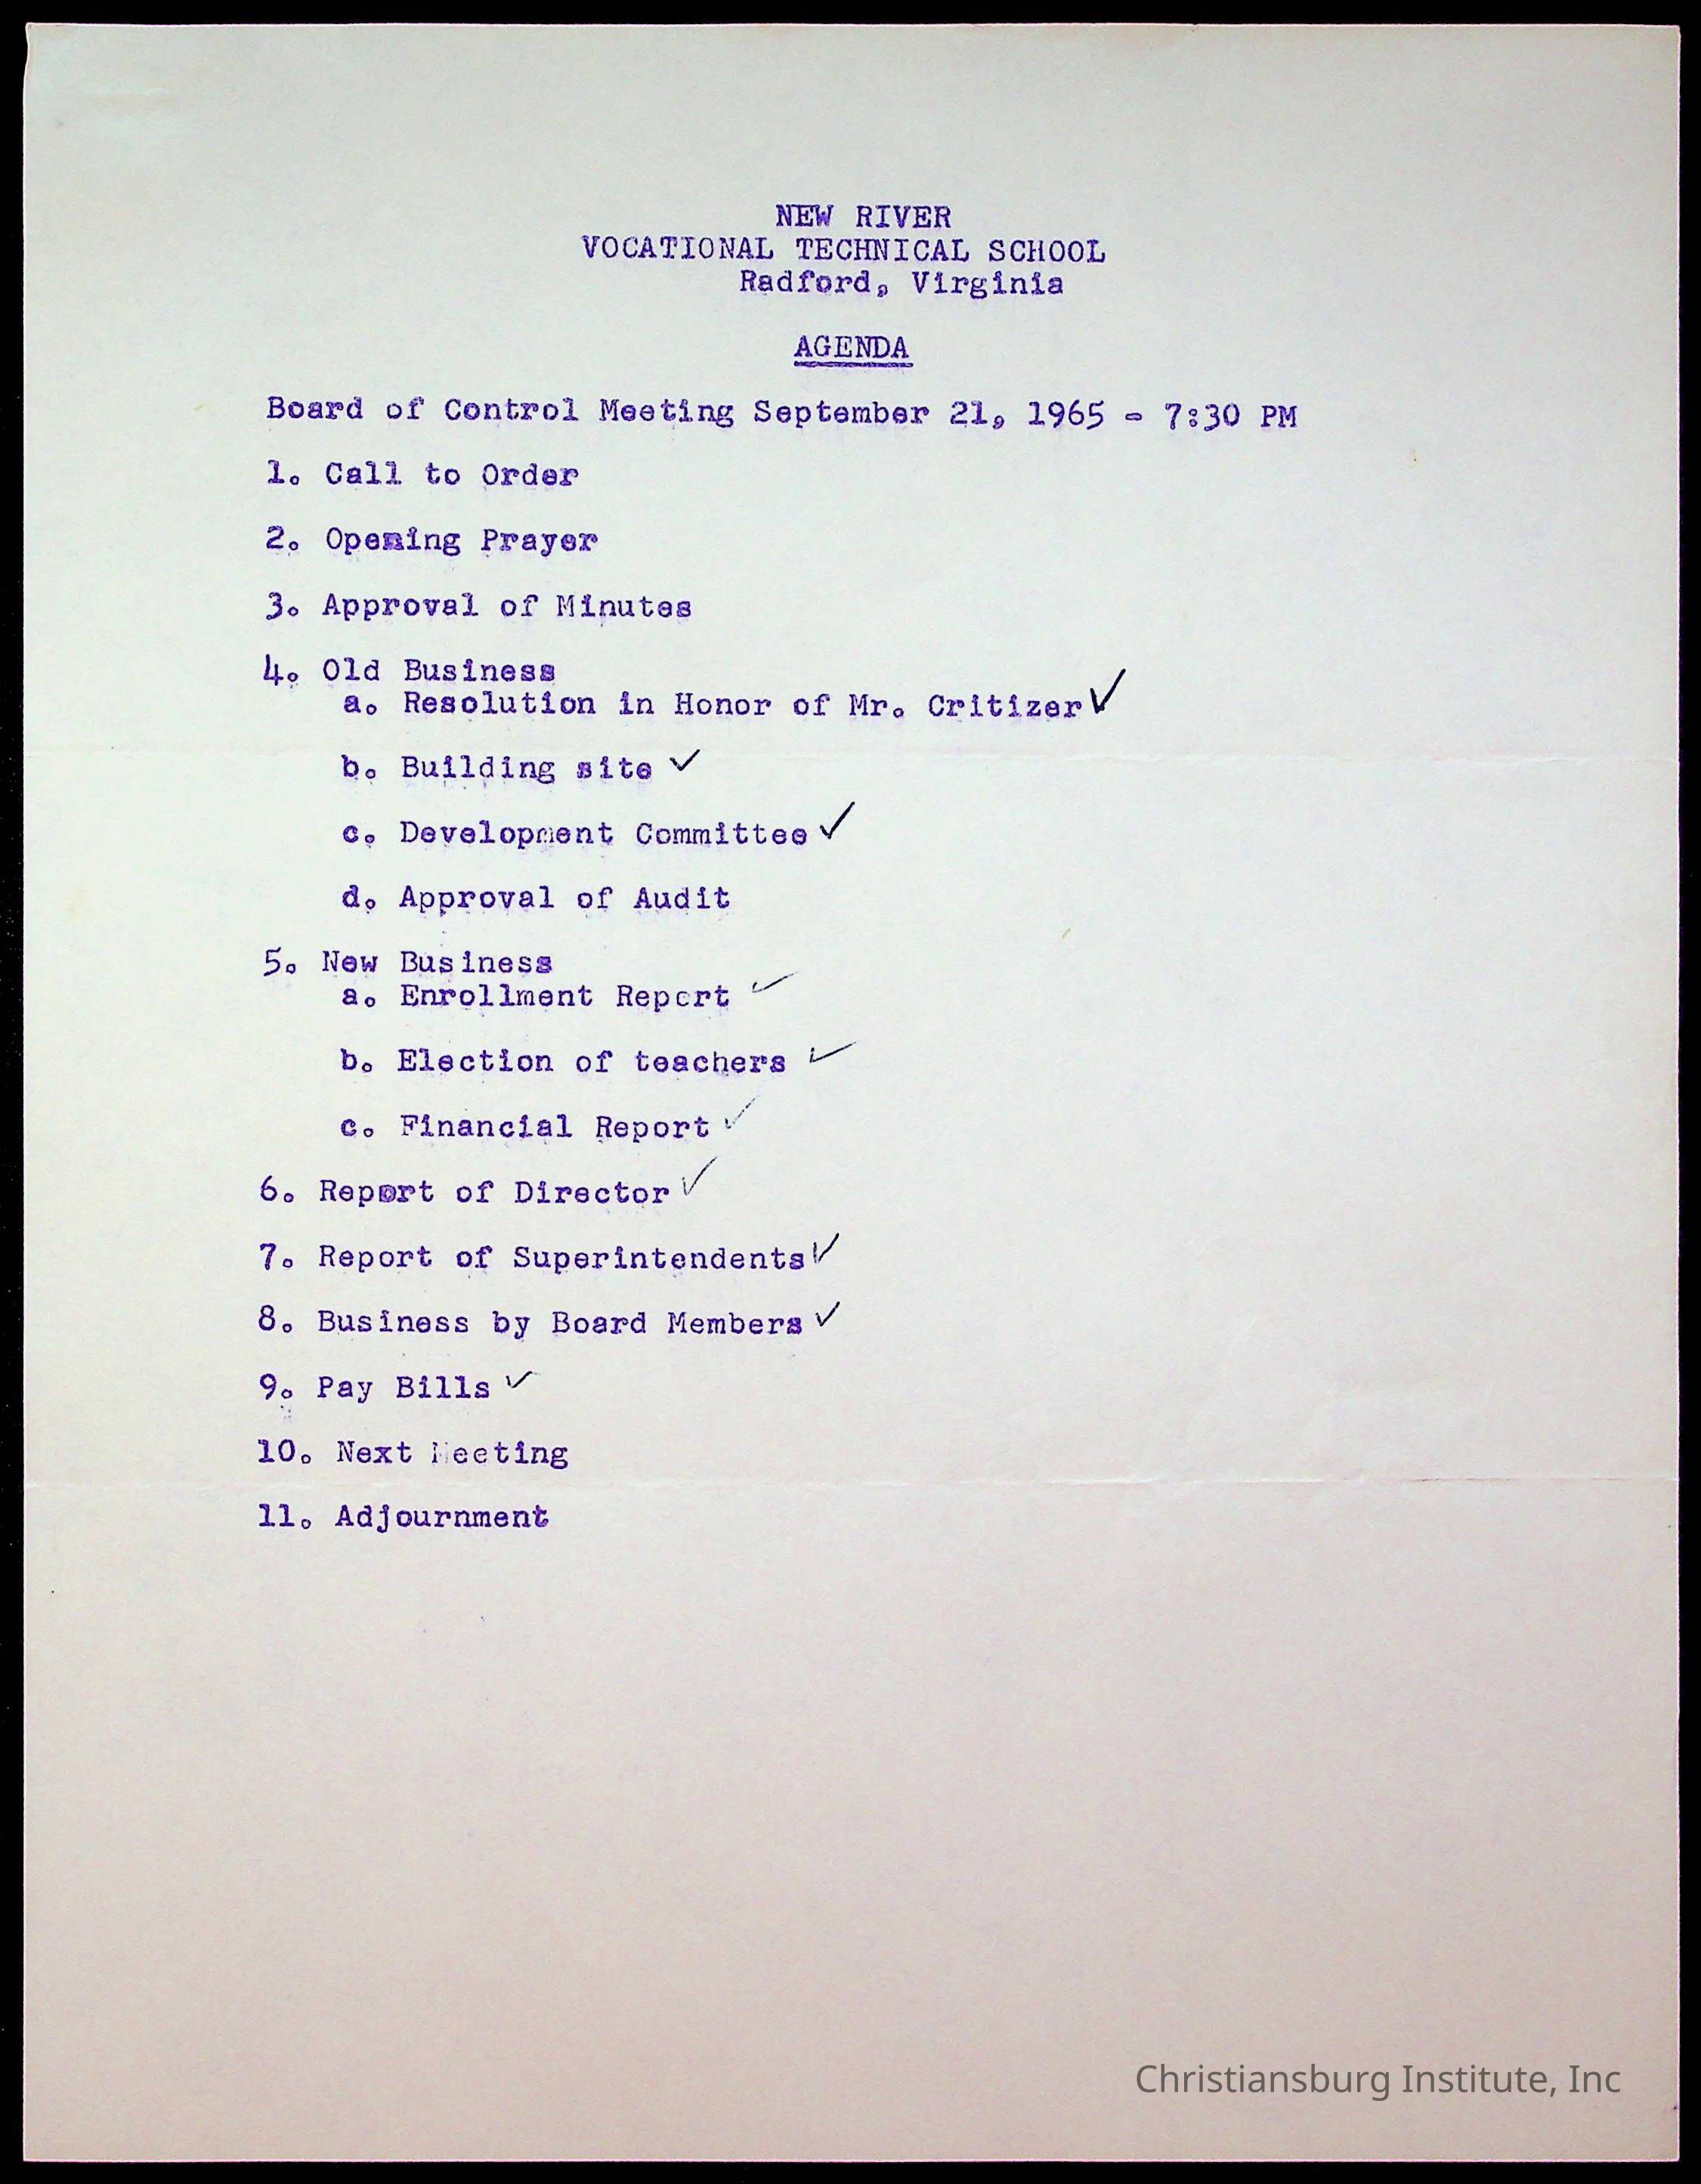 NEW RIVER
VOCATIONAL TECHNICAL SCHOOL
Radford, Virginia
AGENDA
Board of Control Meeting September 21, 1965 - 7:30 PM
1. Call to Order
2. Opening Prayer
3. Approval of Minutes
4. Old Business
a. Resolution in Honor of Mr. Critizer ✓
b. Building site ✓
c. Development Committee ✓
d. Approval of Audit
5. New Business
a. Enrollment Report ✓
b. Election of teachers ✓
c. Financial Report ✓
6. Report of Director ✓
7. Report of Superintendents ✓
8. Business by Board Members ✓
9. Pay Bills ✓
10. Next Meeting
11. Adjournment
Christiansburg Institute, Inc